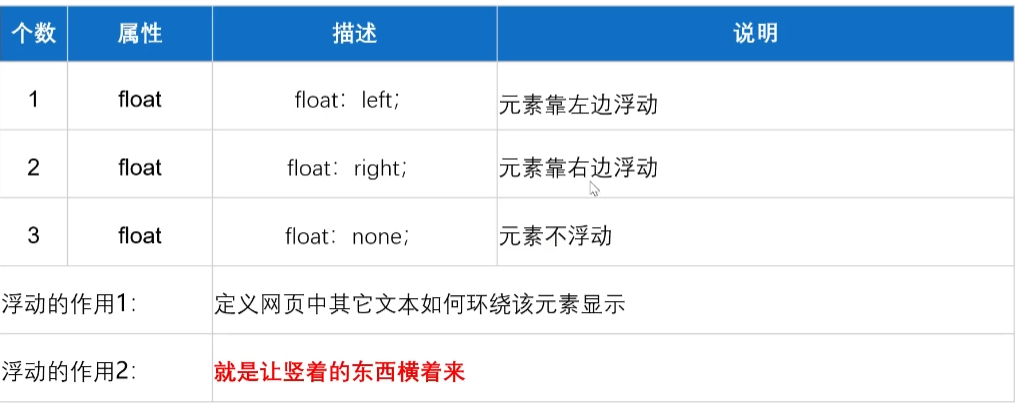 个数 属性 描述 说明
1 float float：left； 元素靠左边浮动
2 float float：right； 元素靠右边浮动
3 float float：none； 元素不浮动
浮动的作用1： 定义网页中其它文本如何环绕该元素显示
浮动的作用2： 就是让竖着的东西横着来